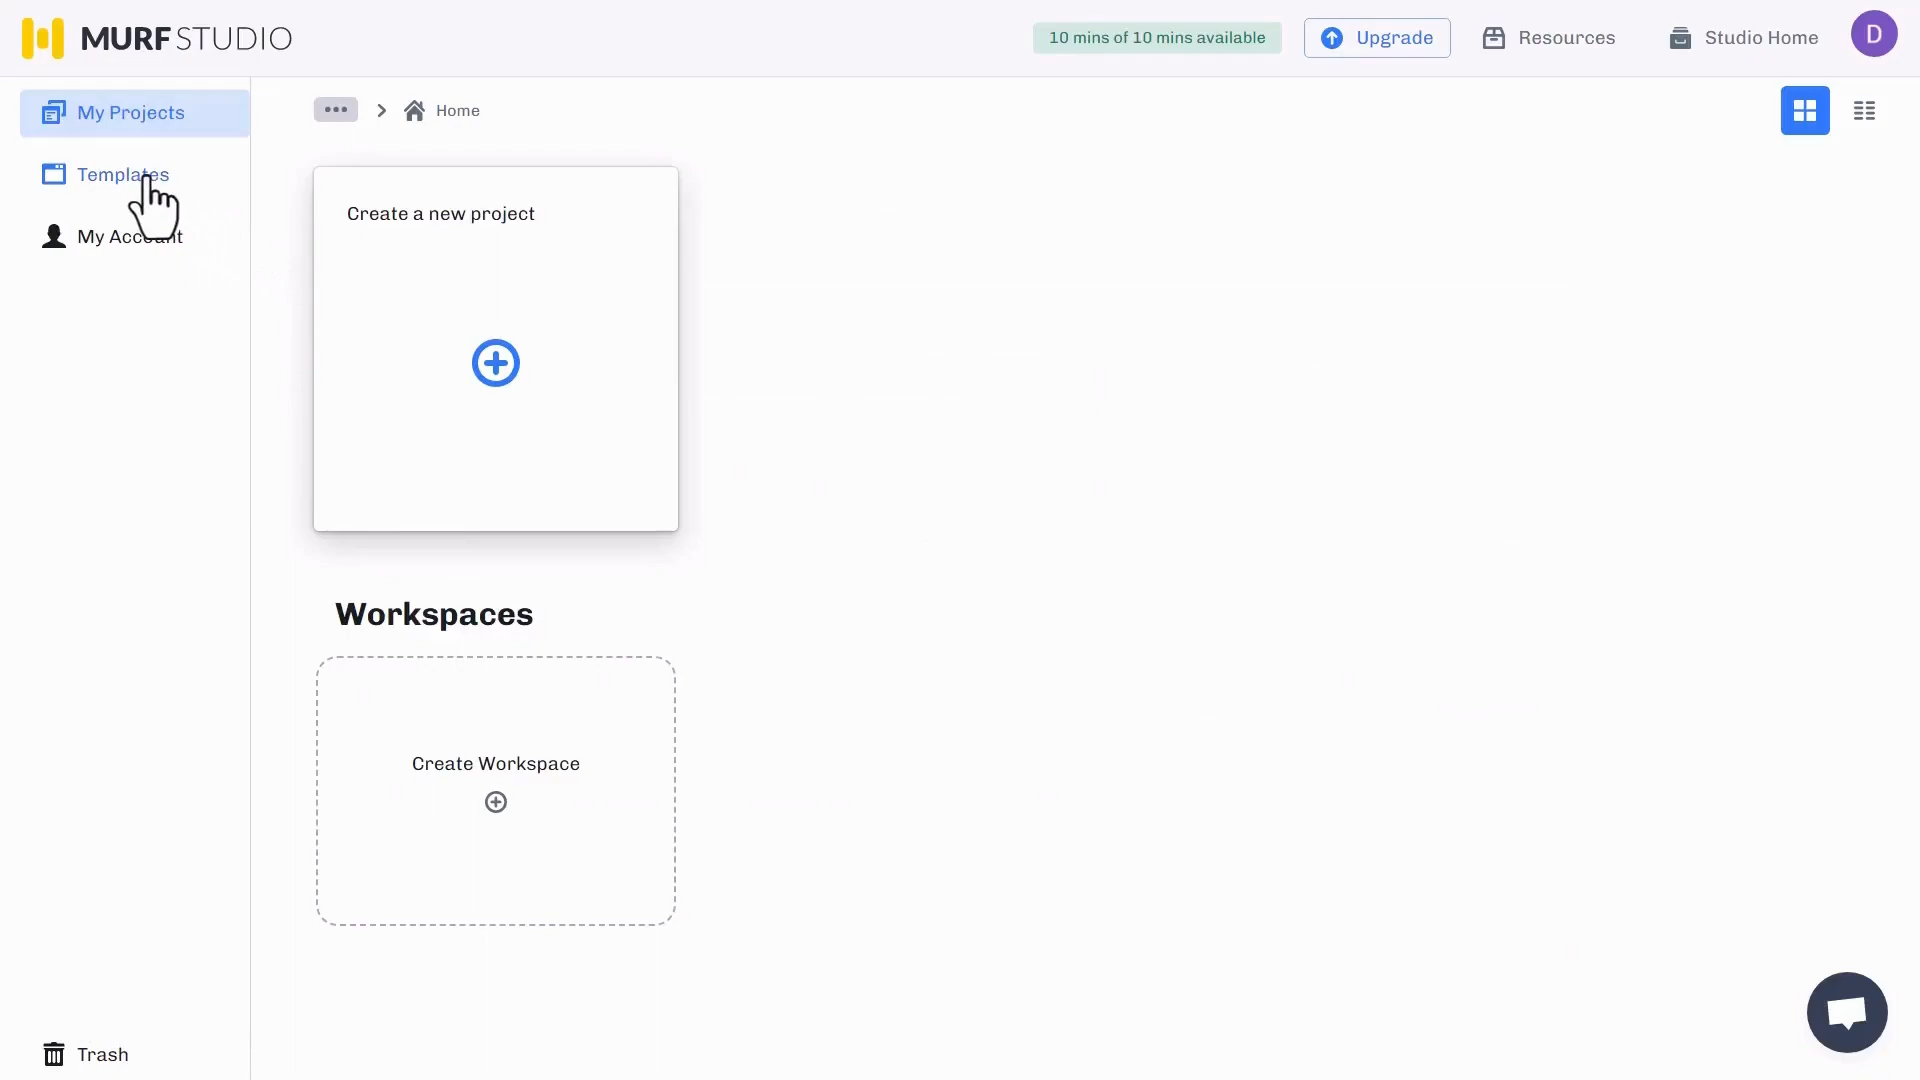 MURF STUDIO
10 mins of 10 mins available
Upgrade
Resources
Studio Home
D
My Projects
Templates
My Account
Home
Create a new project
Workspaces
Create Workspace
Trash